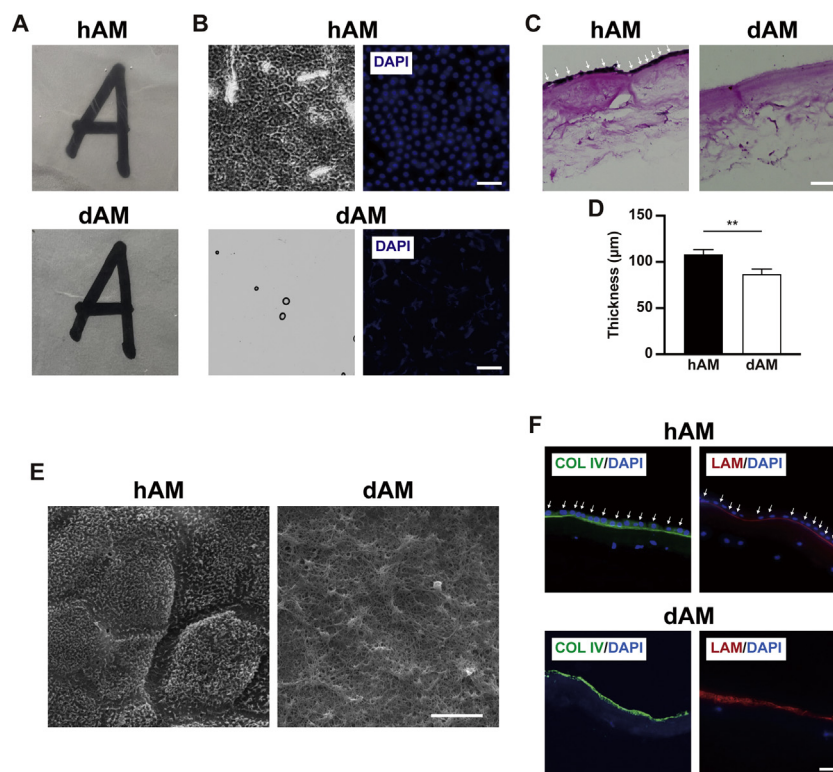 A
hAM
A
dAM
A
B
hAM
DAPI
dAM
DAPI
C
hAM
dAM
D
150
100
50
0
Thickness (µm)
**
hAM
dAM
E
hAM
dAM
F
hAM
COL IV/DAPI
LAM/DAPI
dAM
COL IV/DAPI
LAM/DAPI